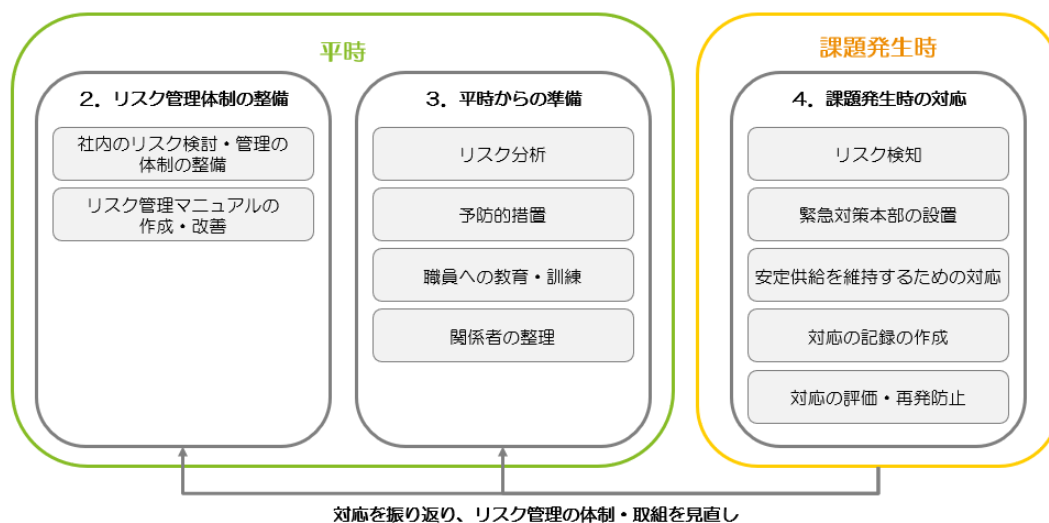 平時
2. リスク管理体制の整備
社内のリスク検討・管理の
体制の整備
リスク管理マニュアルの
作成・改善
3. 平時からの準備
リスク分析
予防的措置
職員への教育・訓練
関係者の整理
課題発生時
4. 課題発生時の対応
リスク検知
緊急対策本部の設置
安定供給を維持するための対応
対応の記録の作成
対応の評価・再発防止
対応を振り返り、リスク管理の体制・取組を見直し